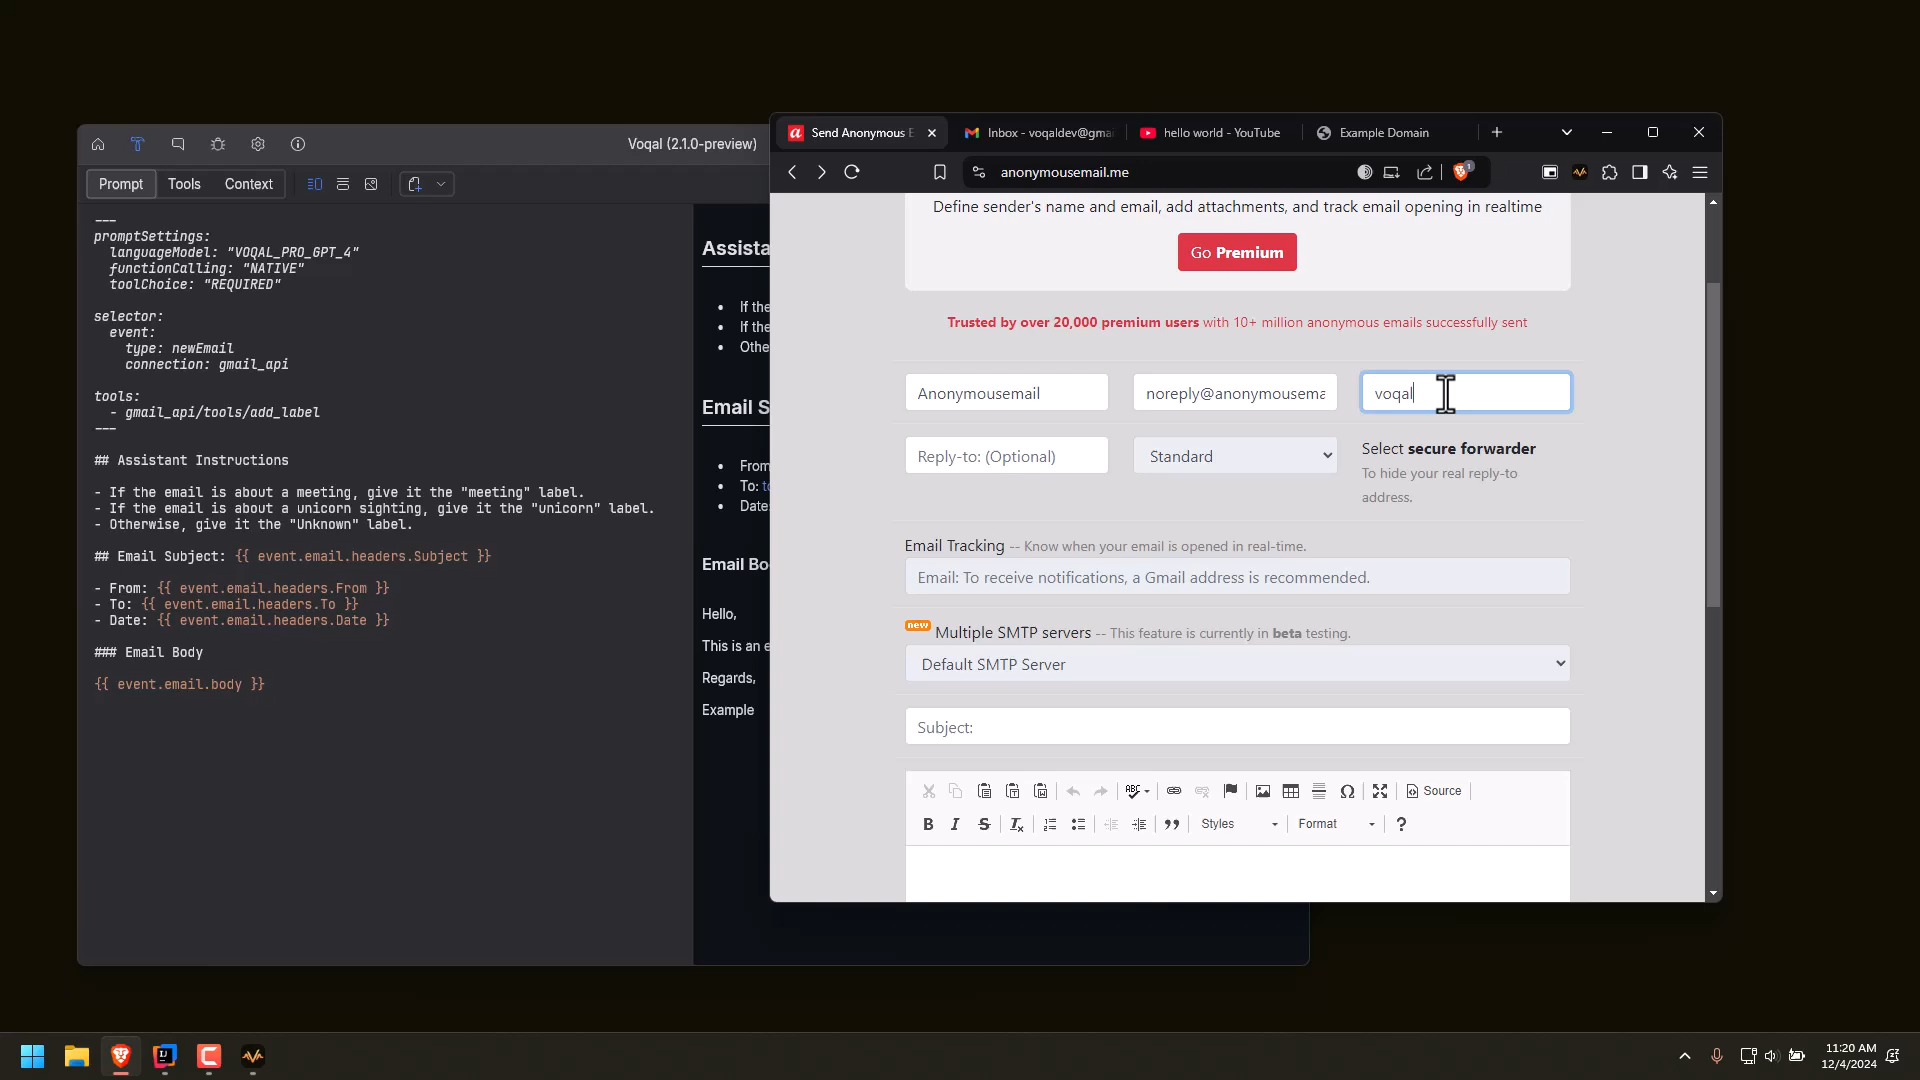 Voqal (2.1.0-preview)
Prompt
Tools
Context
---
promptSettings:
languageModel: "VOQAL_PRO_GPT_4"
functionCalling: "NATIVE"
toolChoice: "REQUIRED"
selector:
event:
type: newEmail
connection: gmail_api
tools:
- gmail_api/tools/add_label
---
## Assistant Instructions
- If the email is about a meeting, give it the "meeting" label.
- If the email is about a unicorn sighting, give it the "unicorn" label.
- Otherwise, give it the "Unknown" label.
## Email Subject: {{ event.email.headers.Subject }}
- From: {{ event.email.headers.From }}
- To: {{ event.email.headers.To }}
- Date: {{ event.email.headers.Date }}
### Email Body
{{ event.email.body }}
Assista
If the
If the
Othe
Email S
From
To: t
Date
Email Bo
Hello,
This is an e
Regards,
Example
Send Anonymous E
Inbox - voqaldev@gma
hello world - YouTube
Example Domain
anonymousemail.me
1
Define sender's name and email, add attachments, and track email opening in realtime
Go Premium
Trusted by over 20,000 premium users with 10+ million anonymous emails successfully sent
Anonymousemail
noreply@anonymousema
voqal
Reply-to: (Optional)
Standard
Select secure forwarder
To hide your real reply-to
address.
Email Tracking -- Know when your email is opened in real-time.
Email: To receive notifications, a Gmail address is recommended.
new Multiple SMTP servers -- This feature is currently in beta testing.
Default SMTP Server
Subject:
ABC
Source
B I S Tx
Styles
Format
?
11:20 AM
12/4/2024